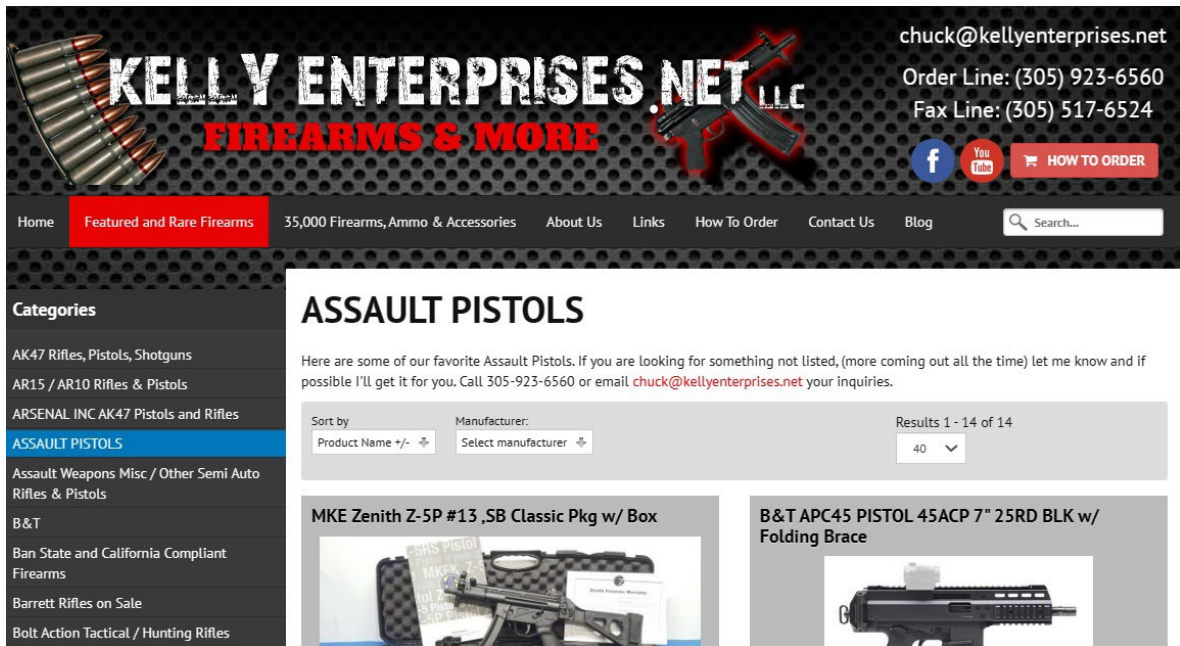 KELLY ENTERPRISES.NET LLC
FIREARMS & MORE
chuck@kellyenterprises.net
Order Line: (305) 923-6560
Fax Line: (305) 517-6524
f
You
Tube
HOW TO ORDER
Home
Featured and Rare Firearms
35,000 Firearms, Ammo & Accessories
About Us
Links
How To Order
Contact Us
Blog
Search...
Categories
AK47 Rifles, Pistols, Shotguns
AR15 / AR10 Rifles & Pistols
ARSENAL INC AK47 Pistols and Rifles
ASSAULT PISTOLS
Assault Weapons Misc / Other Semi Auto
Rifles & Pistols
B&T
Ban State and California Compliant
Firearms
Barrett Rifles on Sale
Bolt Action Tactical / Hunting Rifles
ASSAULT PISTOLS
Here are some of our favorite Assault Pistols. If you are looking for something not listed, (more coming out all the time) let me know and if
possible I'll get it for you. Call 305-923-6560 or email chuck@kellyenterprises.net your inquiries.
Sort by
Product Name +/-
Manufacturer:
Select manufacturer
Results 1 - 14 of 14
40
MKE Zenith Z-5P #13 ,SB Classic Pkg w/ Box
B&T APC45 PISTOL 45ACP 7" 25RD BLK w/
Folding Brace